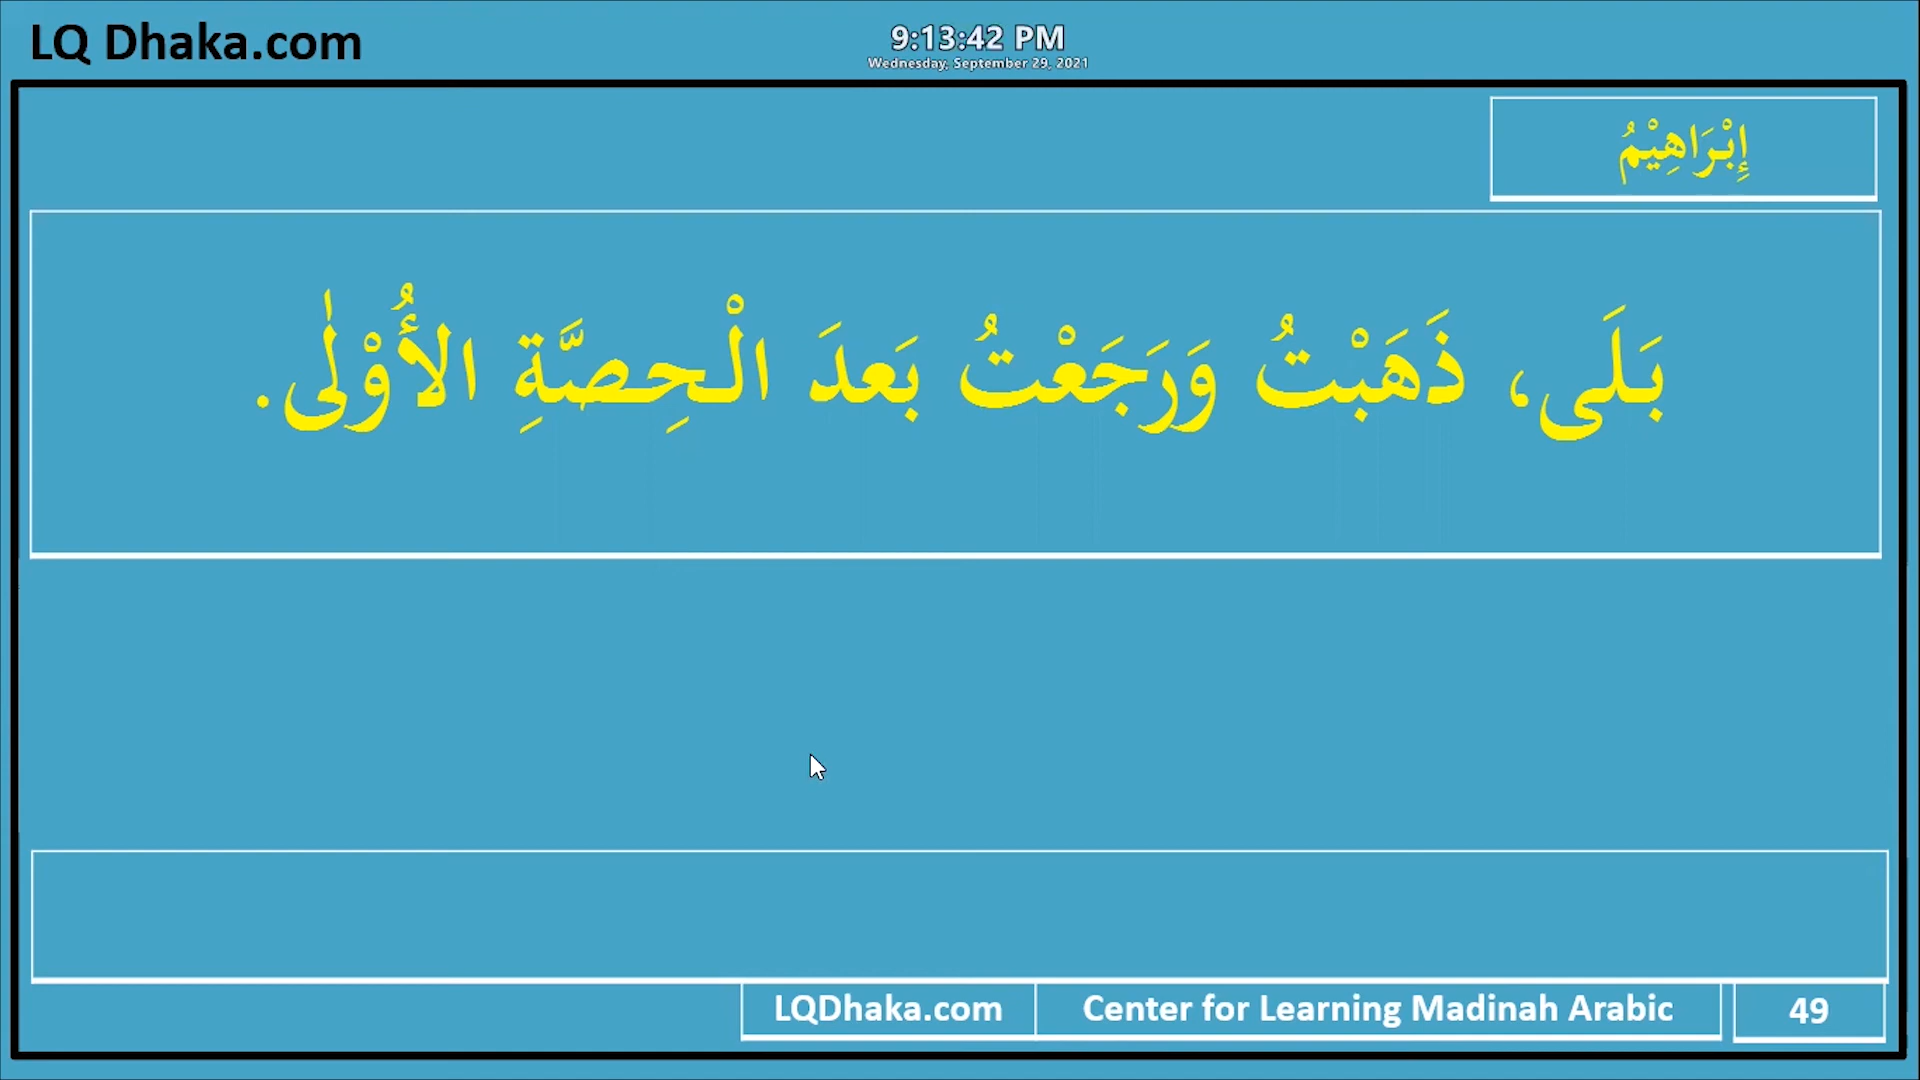 LQ Dhaka.com
9:13:42 PM
Wednesday, September 29, 2021
إِبْرَاهِيْمُ
بَلَى، ذَهَبْتُ وَرَجَعْتُ بَعدَ الْحِصَّةِ الأُوْلٰى.
LQDhaka.com
Center for Learning Madinah Arabic
49